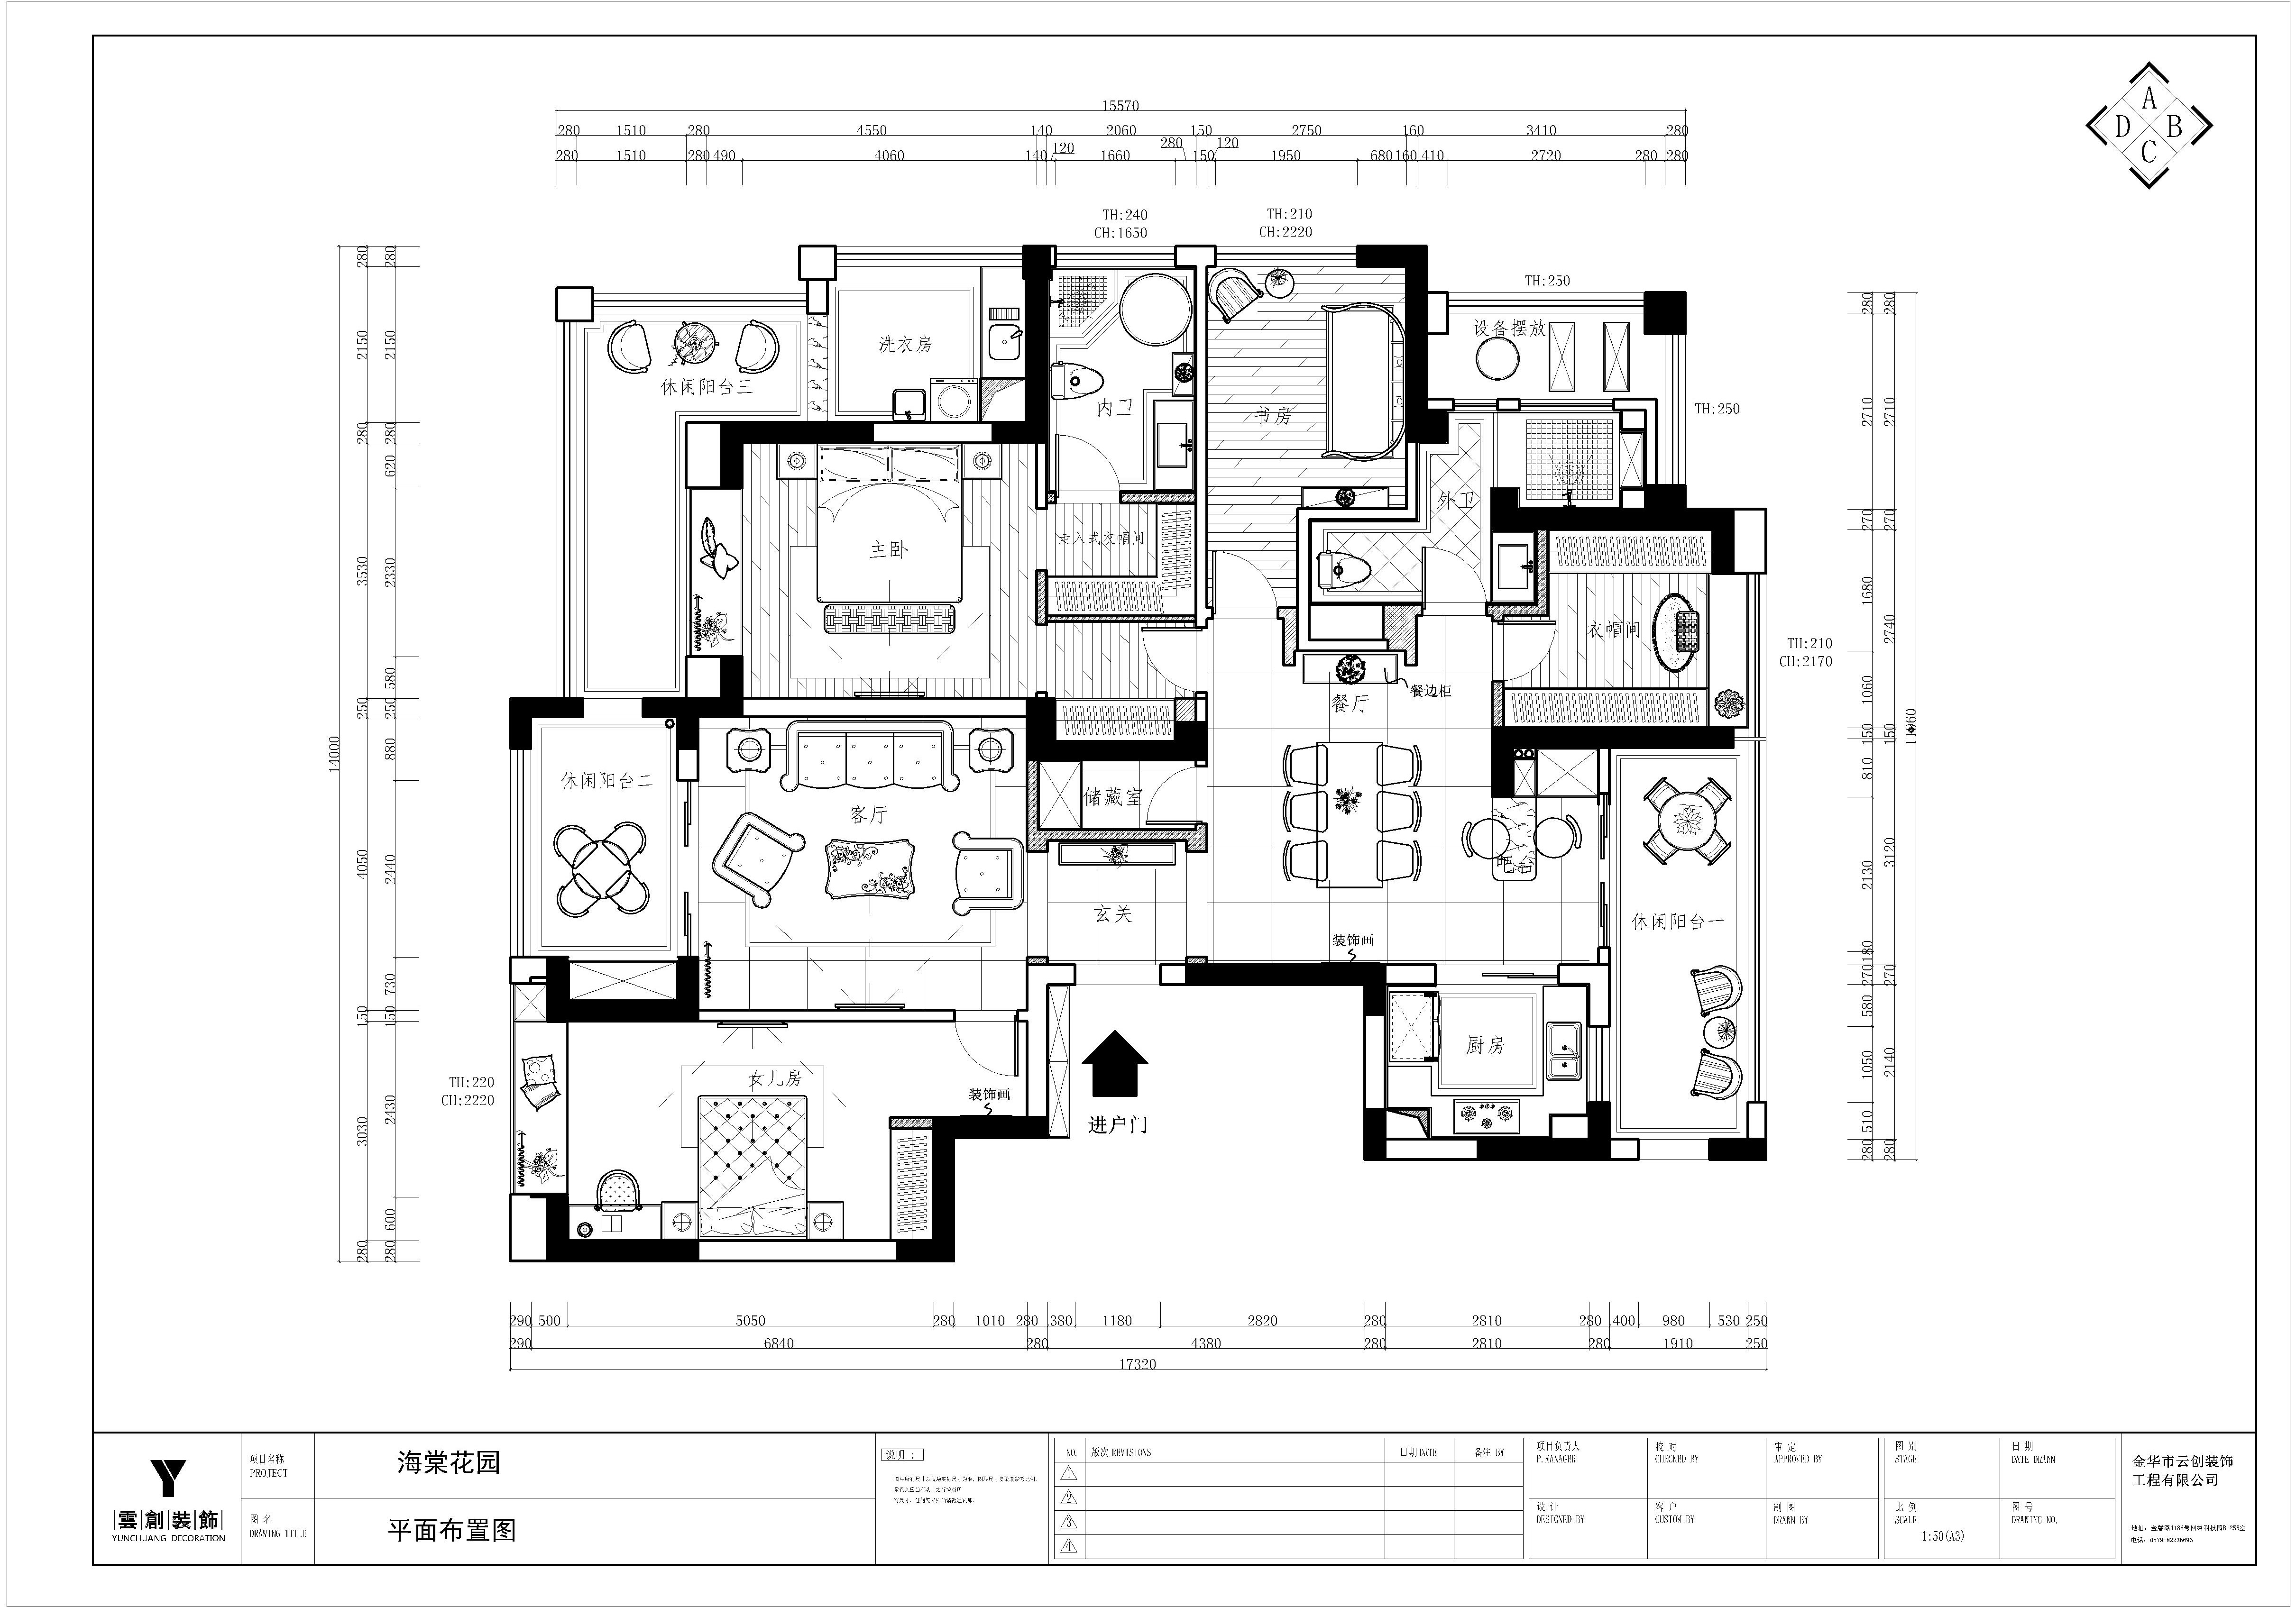 A
D B
C
15570
280 1510 280 4550 140 2060 150 2750 160 3410 280
280 1510 280 490 4060 140 120 1660 280 150 120 1950 680 160 410 2720 280 280
TH:240
CH:1650
TH:210
CH:2220
TH:250
TH:250
TH:210
CH:2170
TH:220
CH:2220
14000
280 2150 280 3530 250 4050 150 3030 280
280 2150 280 620 2330 580 250 880 2440 730 150 2430 600 280
280 2710 270 1680 1060 150 810 2130 180 270 580 1050 510 280
280 2710 270 2740 150 3120 270 2140 280
休闲阳台三
洗衣房
内卫
书房
设备摆放
外卫
主卧
走入式衣帽间
衣帽间
餐厅
餐边柜
休闲阳台二
客厅
储藏室
吧台
玄关
装饰画
休闲阳台一
厨房
女儿房
装饰画
进户门
290 500 5050 280 1010 280 380 1180 2820 280 2810 280 400 980 530 250
290 6840 280 4380 280 2810 280 1910 250
17320
雲創装飾
YUNCHUANG DECORATION
项目名称
PROJECT
海棠花园
图 名
DRAWING TITLE
平面布置图
说明 :
NO. 版次 REVISIONS 日期 DATE 备注 BY
1
2
3
4
项目负责人
P.MANAGER
校 对
CHECKED BY
审 定
APPROVED BY
图 别
STAGE
日 期
DATE DRAWN
设 计
DESIGNED BY
客 户
CUSTOM BY
制 图
DRAWN BY
比 例
SCALE
1:50(A3)
图 号
DRAWING NO.
金华市云创装饰
工程有限公司